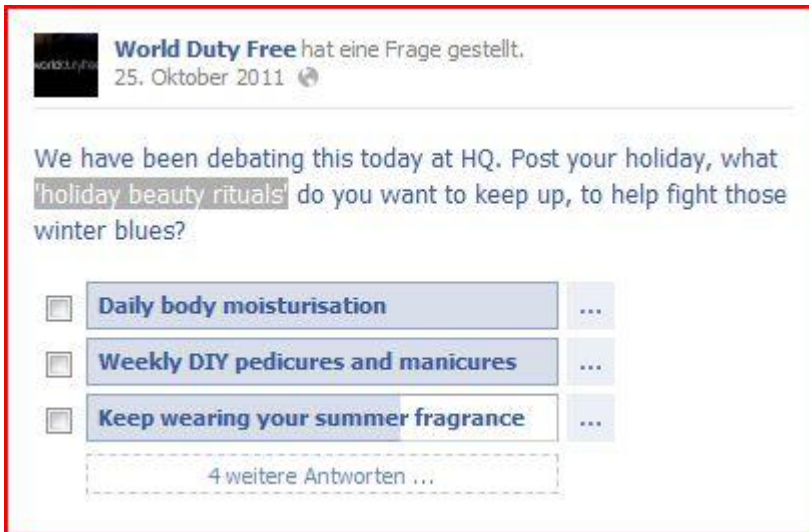 worlddutyfree
World Duty Free hat eine Frage gestellt.
25. Oktober 2011
We have been debating this today at HQ. Post your holiday, what
'holiday beauty rituals' do you want to keep up, to help fight those
winter blues?
Daily body moisturisation ...
Weekly DIY pedicures and manicures ...
Keep wearing your summer fragrance ...
4 weitere Antworten ...